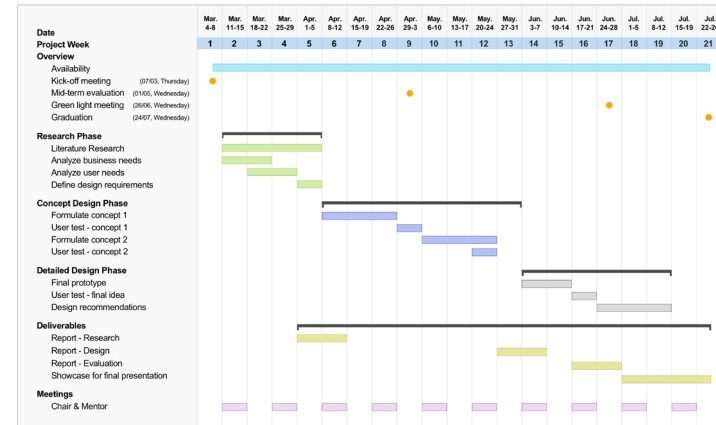 Mar. Mar. Mar. Mar. Apr. Apr. Apr. Apr. Apr. May. May. May. May. Jun. Jun. Jun. Jun. Jul. Jul. Jul. Jul.
4-8 11-15 18-22 25-29 1-5 8-12 15-19 22-26 29-3 6-10 13-17 20-24 27-31 3-7 10-14 17-21 24-28 1-5 8-12 15-19
Date
Project Week 1 2 3 4 5 6 7 8 9 10 11 12 13 14 15 16 17 18 19 20 21
Overview
Availability
Kick-off meeting (07/03, Thursday)
Mid-term evaluation (01/05, Wednesday)
Green light meeting (26/06, Wednesday)
Graduation (24/07, Wednesday)
Research Phase
Literature Research
Analyze business needs
Analyze user needs
Define design requirements
Concept Design Phase
Formulate concept 1
User test - concept 1
Formulate concept 2
User test - concept 2
Detailed Design Phase
Final prototype
User test - final idea
Design recommendations
Deliverables
Report - Research
Report - Design
Report - Evaluation
Showcase for final presentation
Meetings
Chair & Mentor